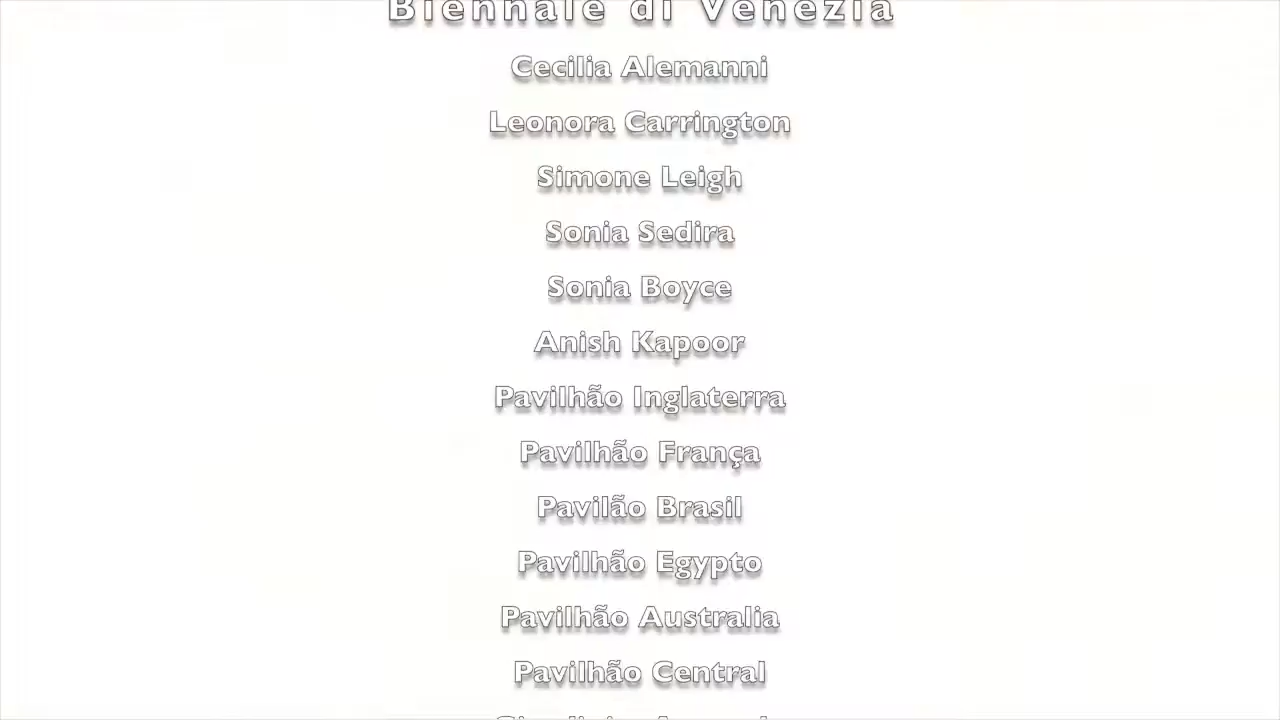 Biennale di Venezia
Cecilia Alemanni
Leonora Carrington
Simone Leigh
Sonia Sedira
Sonia Boyce
Anish Kapoor
Pavilhão Inglaterra
Pavilhão França
Pavilão Brasil
Pavilhão Egypto
Pavilhão Australia
Pavilhão Central